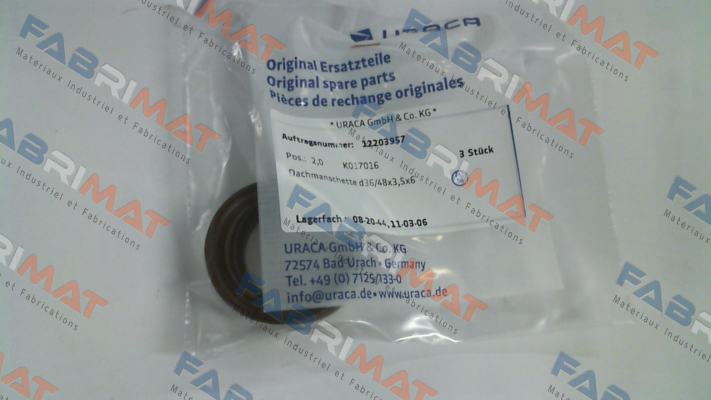 URACA
Original Ersatzteile
Original spare parts
Pièces de rechange originales
* URACA GmbH & Co. KG *
Auftragsnummer: 12203957
3 Stück
Pos.: 2,0 K017016
Dachmanschette d36/48x3,5x6
Lagerfach : 08-20-44,11-03-06
URACA GmbH & Co. KG
72574 Bad Urach • Germany
Tel. +49 (0) 7125/133-0
info@uraca.de • www.uraca.de
FABRIMAT
Materiaux Industriel et Fabrications